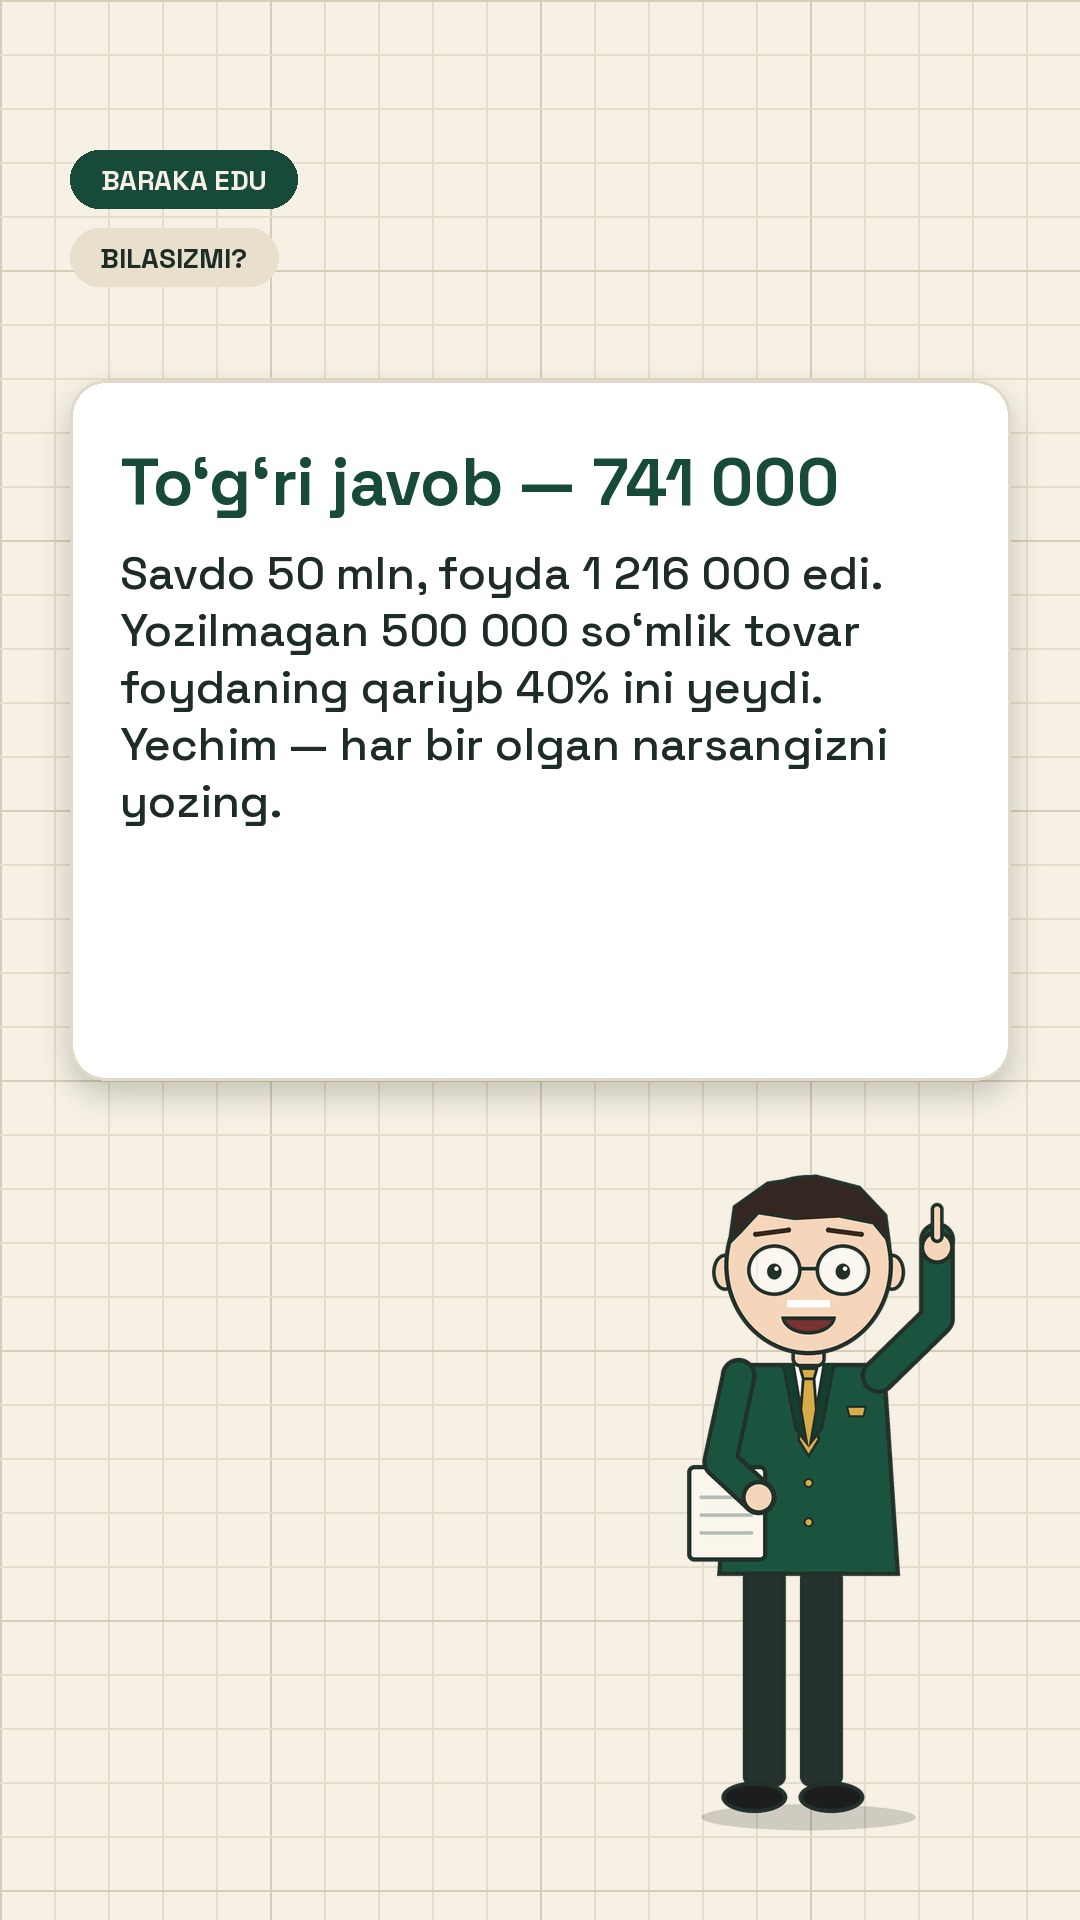 BARAKA EDU
BILASIZMI?
To‘g‘ri javob — 741 000
Savdo 50 mln, foyda 1 216 000 edi.
Yozilmagan 500 000 so‘mlik tovar
foydaning qariyb 40% ini yeydi.
Yechim — har bir olgan narsangizni
yozing.